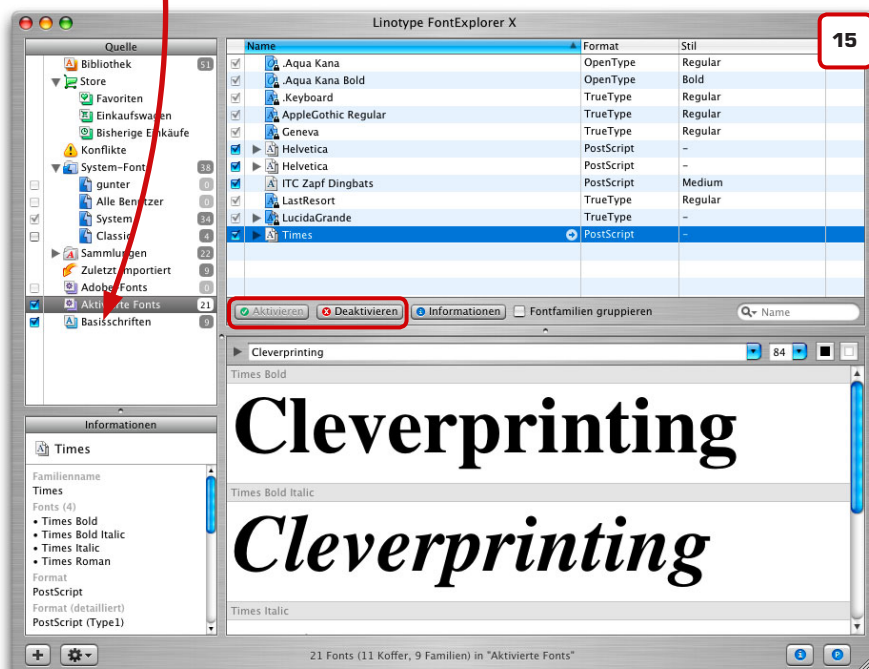 Linotype FontExplorer X
15
Quelle
Bibliothek 51
Store
Favoriten
Einkaufswagen
Bisherige Einkäufe
Konflikte
System-Fonts 38
gunter 0
Alle Benutzer 0
System 34
Classic 4
Sammlungen 22
Zuletzt importiert 9
Adobe Fonts 0
Aktivierte Fonts 21
Basisschriften 9
Name Format Stil
.Aqua Kana OpenType Regular
.Aqua Kana Bold OpenType Bold
.Keyboard TrueType Regular
AppleGothic Regular TrueType Regular
Geneva TrueType Regular
Helvetica PostScript –
Helvetica PostScript –
ITC Zapf Dingbats PostScript Medium
LastResort TrueType Regular
LucidaGrande TrueType –
Times PostScript –
Aktivieren Deaktivieren Informationen Fontfamilien gruppieren Name
Cleverprinting 84
Times Bold
Cleverprinting
Times Bold Italic
Cleverprinting
Times Italic
Informationen
Times
Familienname
Times
Fonts (4)
• Times Bold
• Times Bold Italic
• Times Italic
• Times Roman
Format
PostScript
Format (detailliert)
PostScript (Type1)
21 Fonts (11 Koffer, 9 Familien) in "Aktivierte Fonts"